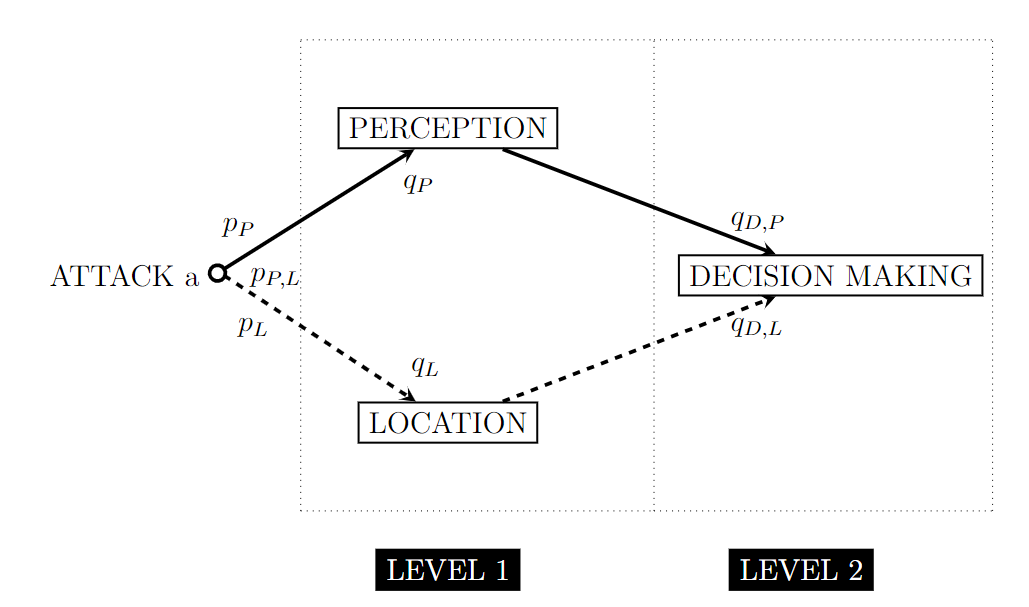 PERCEPTION
q_P
p_P
q_{D,P}
ATTACK a
p_{P,L}
DECISION MAKING
p_L
q_{D,L}
q_L
LOCATION
LEVEL 1
LEVEL 2